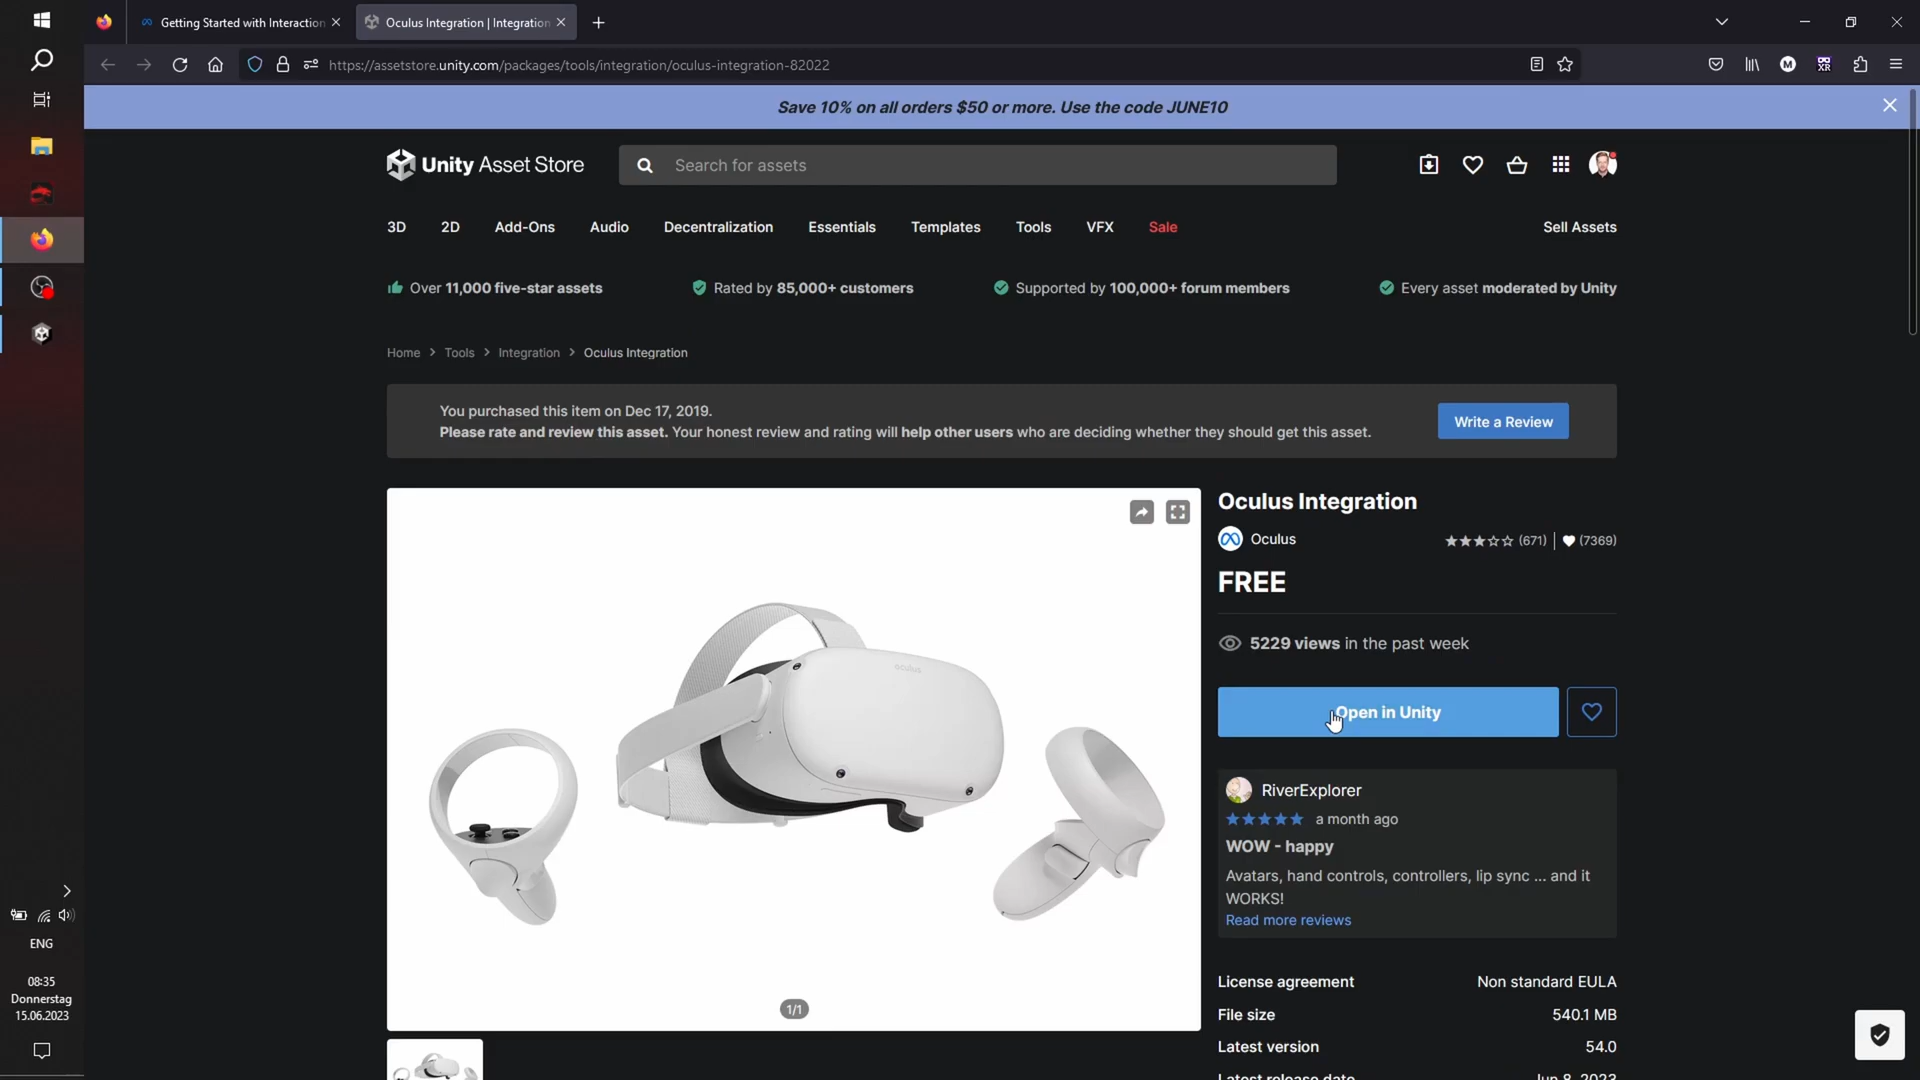 Getting Started with Interaction
Oculus Integration | Integration
https://assetstore.unity.com/packages/tools/integration/oculus-integration-82022
M
XR
Save 10% on all orders $50 or more. Use the code JUNE10
Unity Asset Store
Search for assets
3D 2D Add-Ons Audio Decentralization Essentials Templates Tools VFX Sale Sell Assets
Over 11,000 five-star assets Rated by 85,000+ customers Supported by 100,000+ forum members Every asset moderated by Unity
Home > Tools > Integration > Oculus Integration
You purchased this item on Dec 17, 2019.
Please rate and review this asset. Your honest review and rating will help other users who are deciding whether they should get this asset.
Write a Review
Oculus Integration
Oculus
(671) | (7369)
FREE
5229 views in the past week
Open in Unity
oculus
RiverExplorer
a month ago
WOW - happy
Avatars, hand controls, controllers, lip sync ... and it
WORKS!
Read more reviews
License agreement Non standard EULA
File size 540.1 MB
Latest version 54.0
Latest release date Jun 8, 2023
1/1
ENG
08:35
Donnerstag
15.06.2023